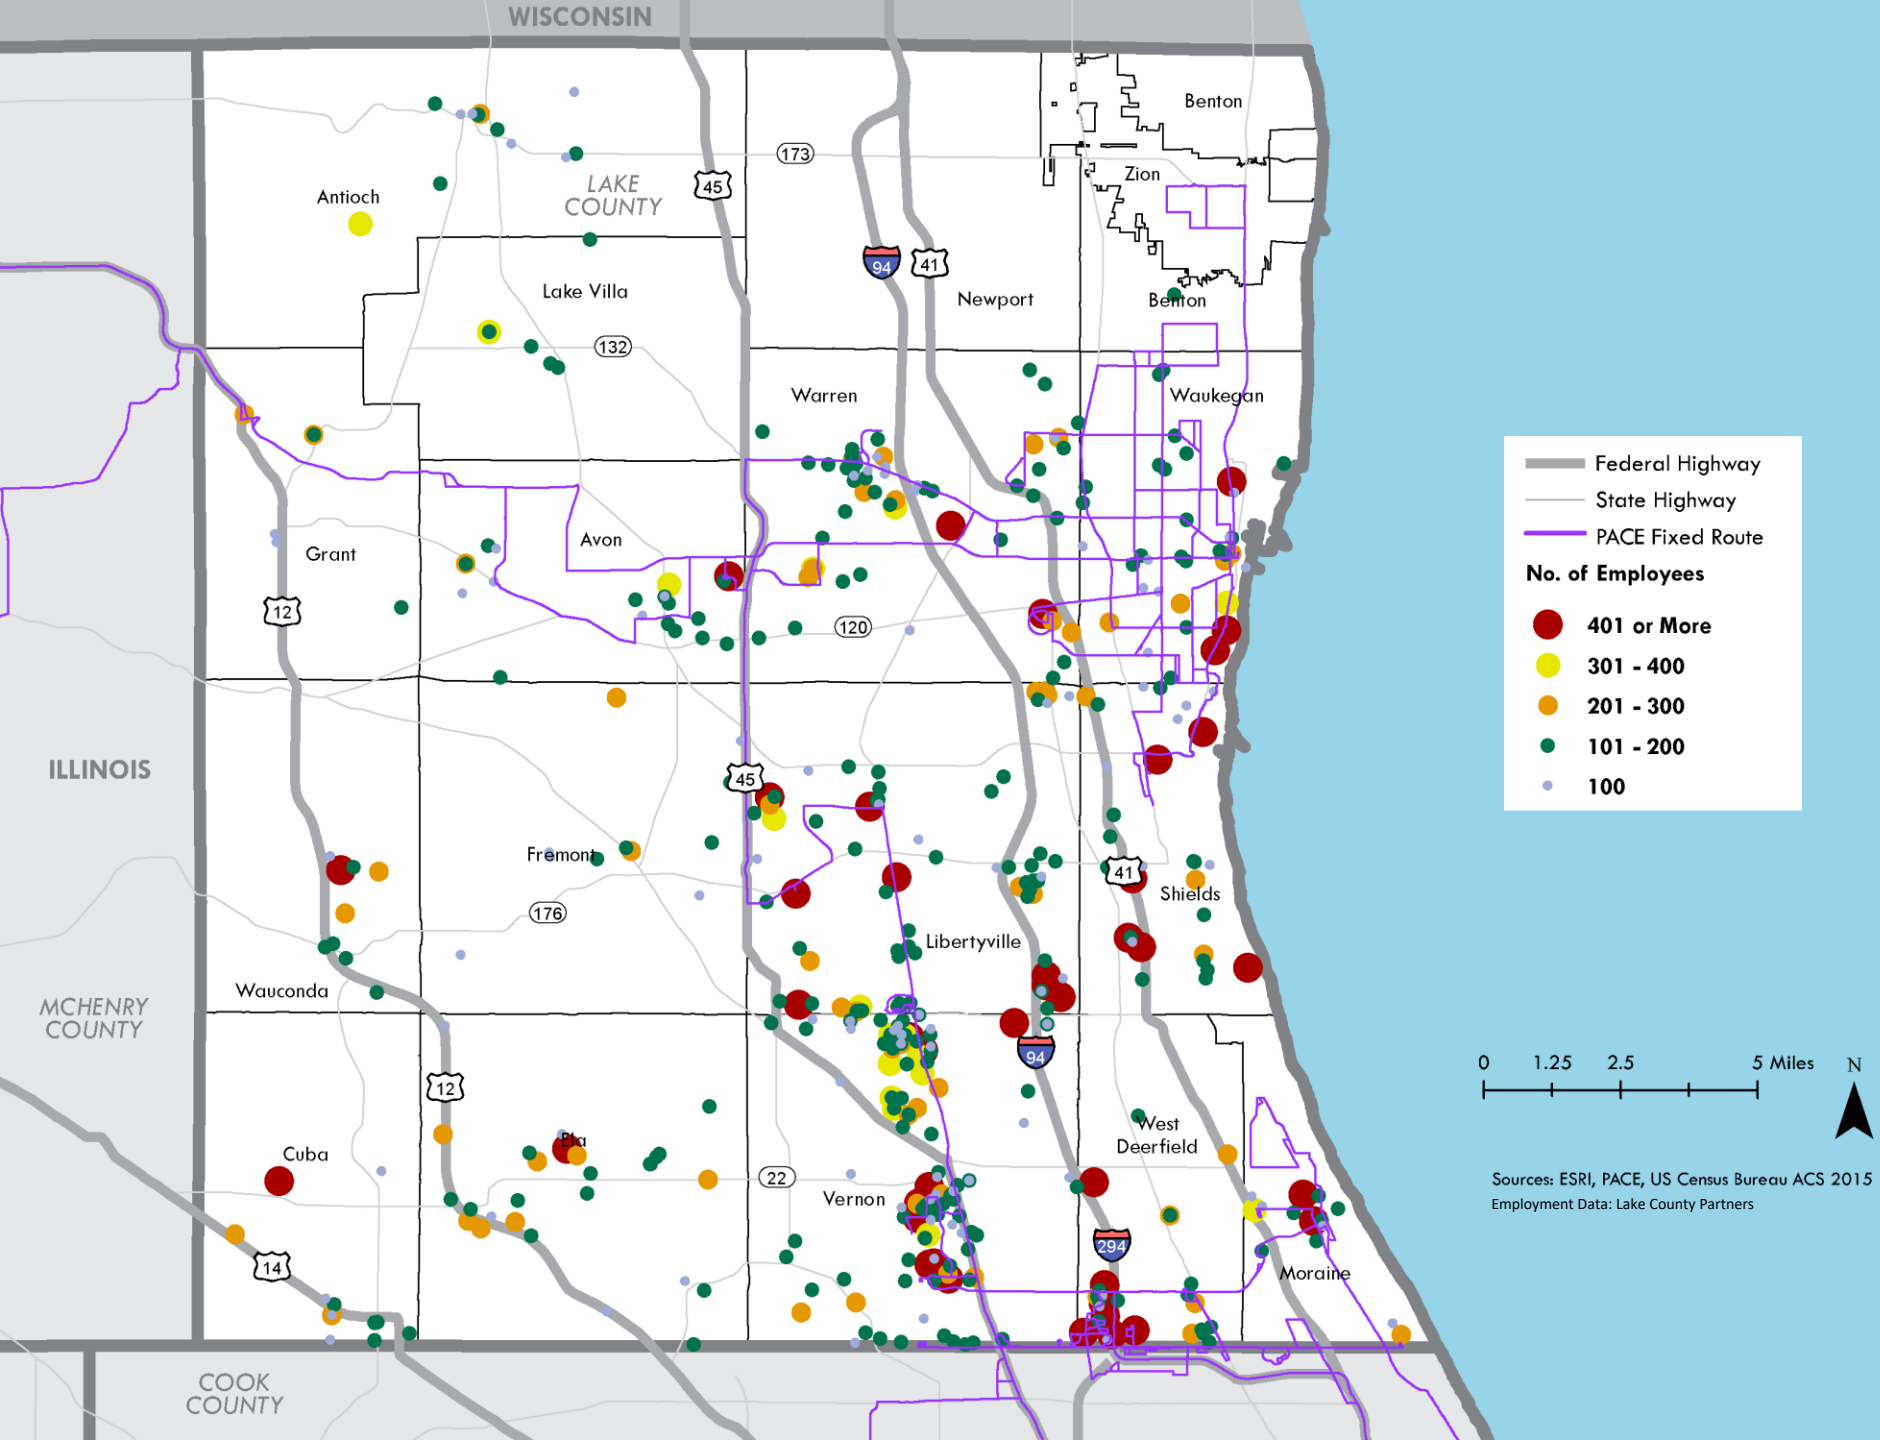 WISCONSIN
Benton
173
Zion
LAKE
COUNTY
45
Antioch
94
41
Lake Villa
Newport
Benton
132
Warren
Waukegan
Grant
Avon
12
120
ILLINOIS
45
Fremont
41
Shields
176
Libertyville
Wauconda
MCHENRY
COUNTY
94
12
West
Deerfield
Ela
Cuba
22
Vernon
294
14
Moraine
COOK
COUNTY
Federal Highway
State Highway
PACE Fixed Route
No. of Employees
401 or More
301 - 400
201 - 300
101 - 200
100
0 1.25 2.5 5 Miles
N
Sources: ESRI, PACE, US Census Bureau ACS 2015
Employment Data: Lake County Partners